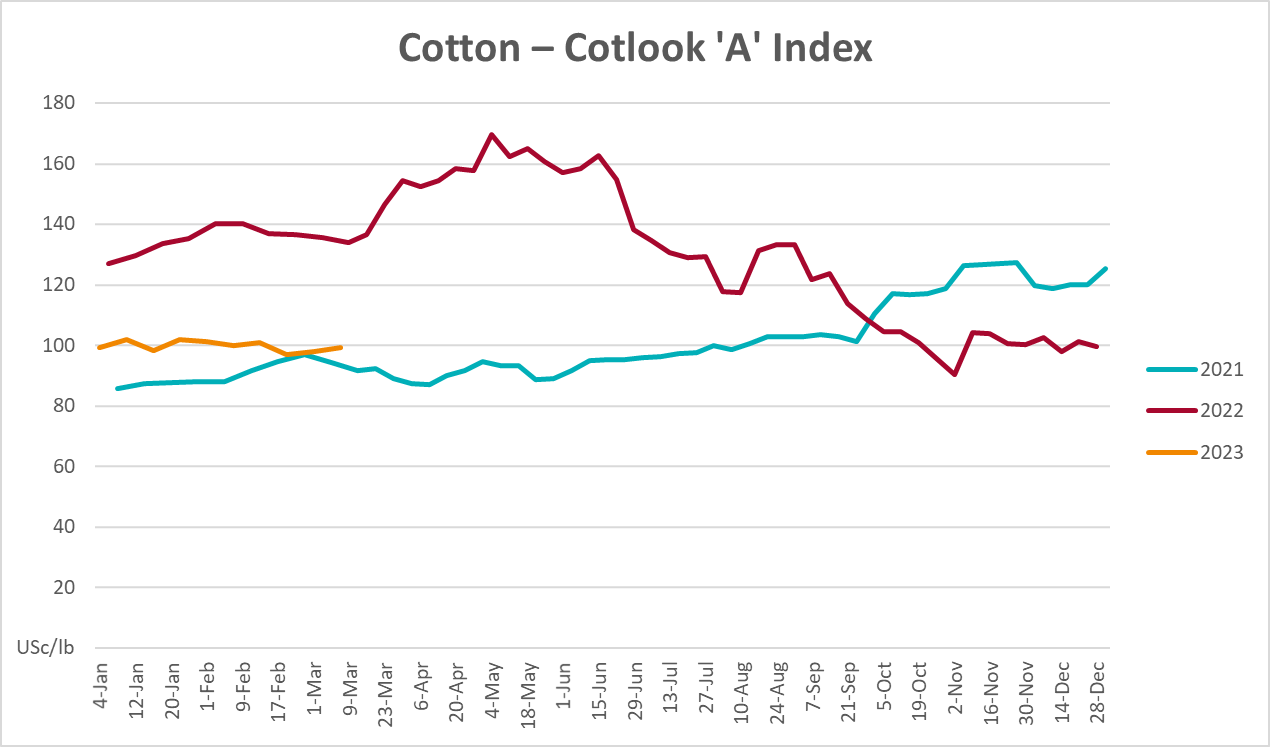 Cotton – Cotlook 'A' Index
180
160
140
120
100
80
60
40
20
USc/lb
4-Jan
12-Jan
20-Jan
1-Feb
9-Feb
17-Feb
1-Mar
9-Mar
23-Mar
6-Apr
20-Apr
4-May
18-May
1-Jun
15-Jun
29-Jun
13-Jul
27-Jul
10-Aug
24-Aug
7-Sep
21-Sep
5-Oct
19-Oct
2-Nov
16-Nov
30-Nov
14-Dec
28-Dec
2021
2022
2023